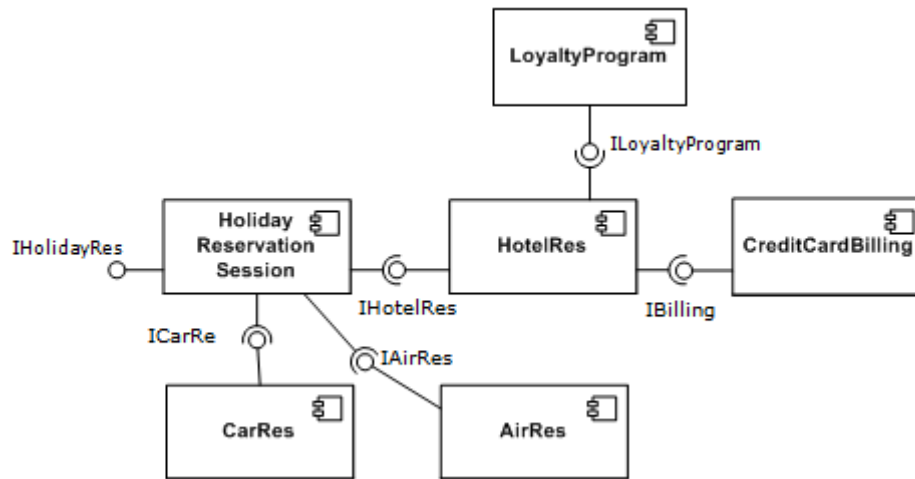 LoyaltyProgram
ILoyaltyProgram
Holiday
Reservation
Session
HotelRes
CreditCardBilling
IHolidayRes
IHotelRes
IBilling
ICarRe
IAirRes
CarRes
AirRes